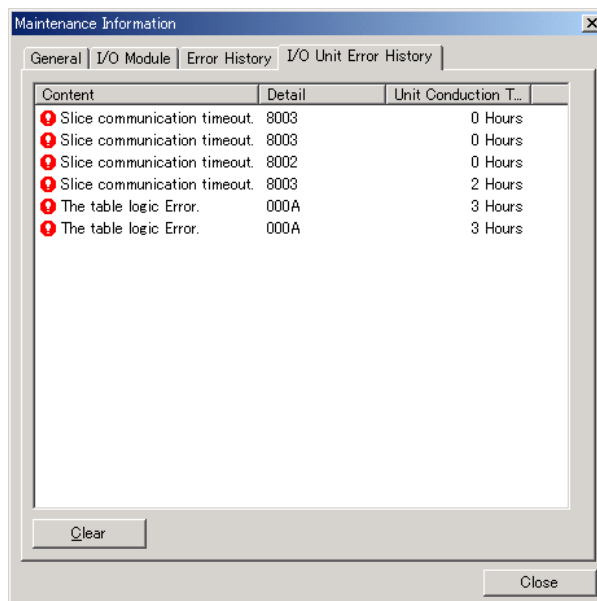 Maintenance Information
General I/O Module Error History I/O Unit Error History
Content Detail Unit Conduction T...
Slice communication timeout. 8003 0 Hours
Slice communication timeout. 8003 0 Hours
Slice communication timeout. 8002 0 Hours
Slice communication timeout. 8003 2 Hours
The table logic Error. 000A 3 Hours
The table logic Error. 000A 3 Hours
Clear
Close